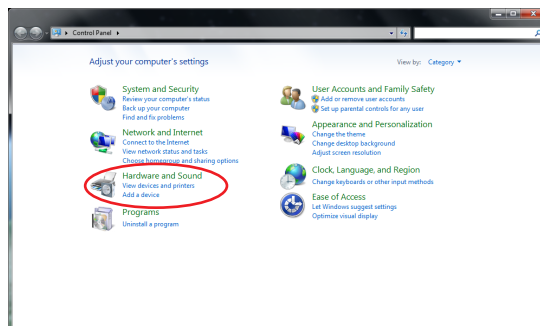 Control Panel
Adjust your computer's settings
View by: Category
System and Security
Review your computer's status
Back up your computer
Find and fix problems
Network and Internet
Connect to the Internet
View network status and tasks
Choose homegroup and sharing options
Hardware and Sound
View devices and printers
Add a device
Programs
Uninstall a program
User Accounts and Family Safety
Add or remove user accounts
Set up parental controls for any user
Appearance and Personalization
Change the theme
Change desktop background
Adjust screen resolution
Clock, Language, and Region
Change keyboards or other input methods
Ease of Access
Let Windows suggest settings
Optimize visual display